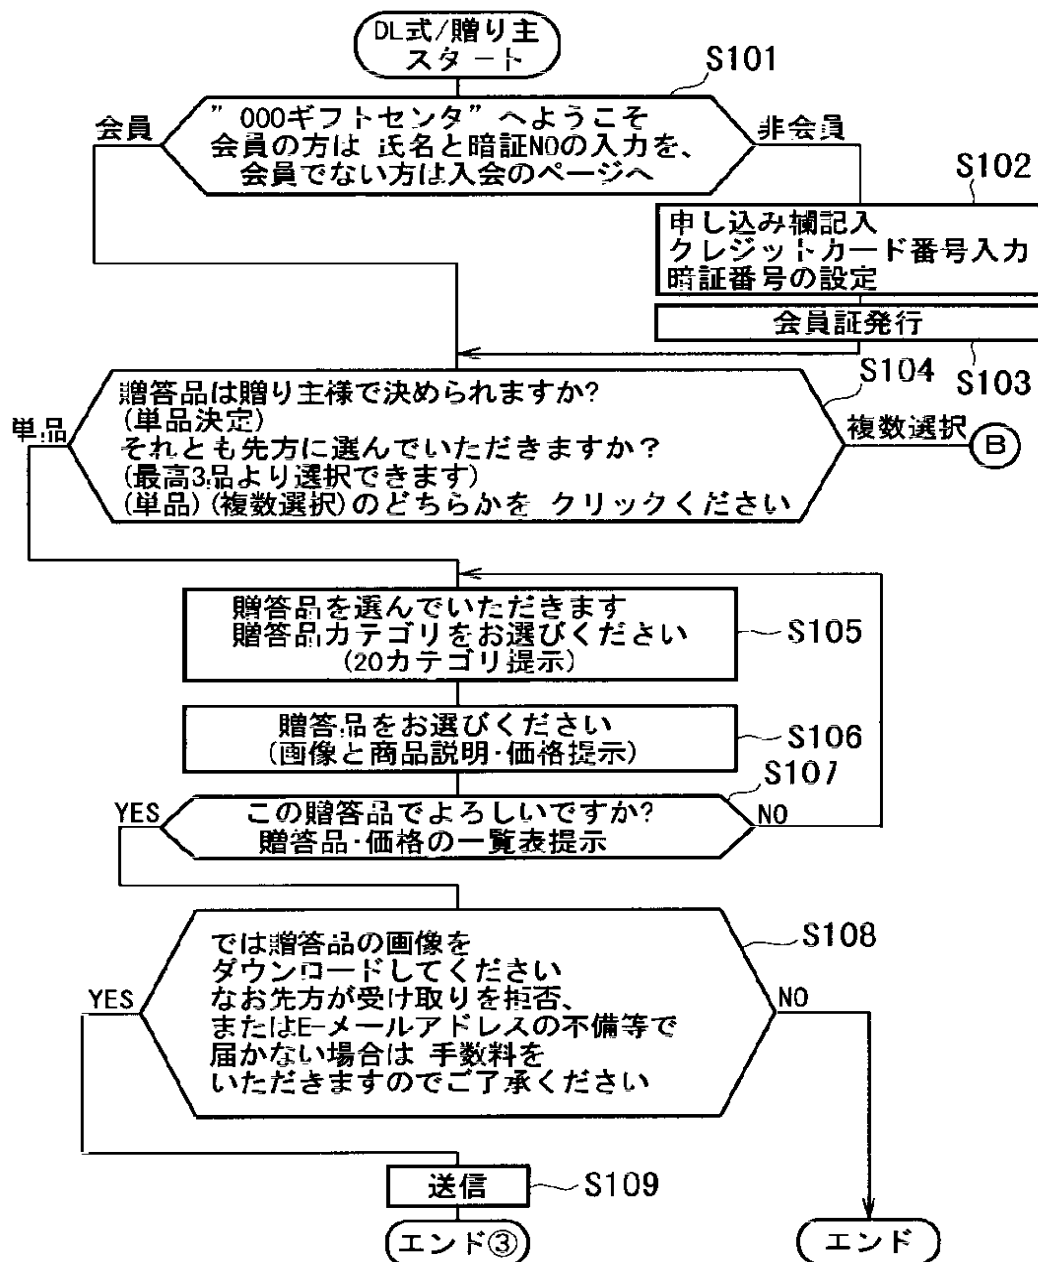 DL式/贈り主
スタート
S101
会員
"000ギフトセンタ"へようこそ
会員の方は 氏名と暗証NOの入力を、
会員でない方は入会のページへ
非会員
S102
申し込み欄記入
クレジットカード番号入力
暗証番号の設定
会員証発行
S103
S104
単品
贈答品は贈り主様で決められますか?
(単品決定)
それとも先方に選んでいただきますか?
(最高3品より選択できます)
(単品)(複数選択)のどちらかを クリックください
複数選択
B
贈答品を選んでいただきます
贈答品カテゴリをお選びください
(20カテゴリ提示)
S105
贈答品をお選びください
(画像と商品説明・価格提示)
S106
S107
YES
この贈答品でよろしいですか?
贈答品・価格の一覧表提示
NO
S108
YES
では贈答品の画像を
ダウンロードしてください
なお先方が受け取りを拒否、
またはE-メールアドレスの不備等で
届かない場合は 手数料を
いただきますのでご了承ください
NO
送信
S109
エンド③
エンド